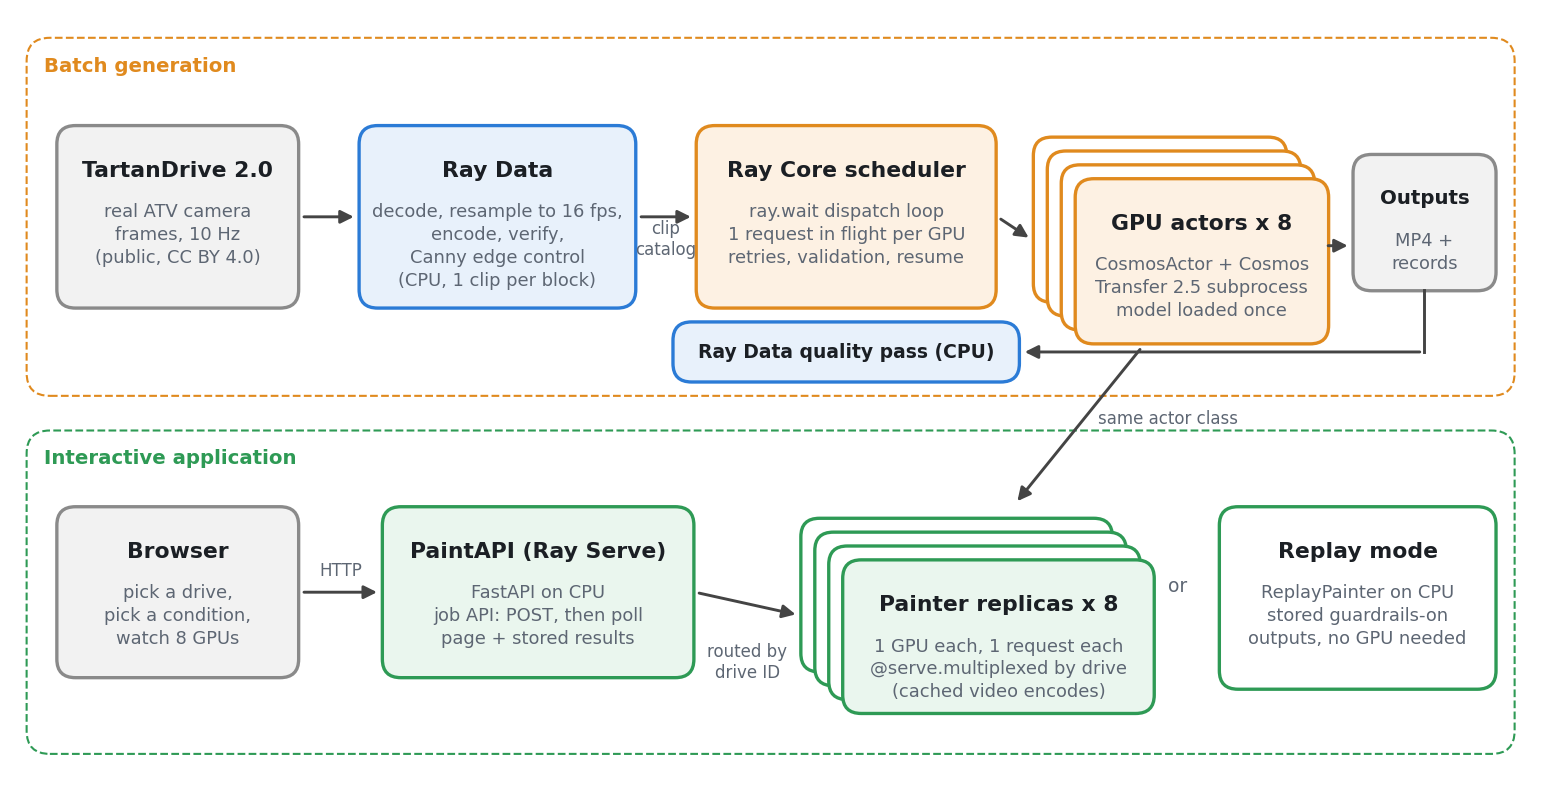 Batch generation
TartanDrive 2.0
real ATV camera
frames, 10 Hz
(public, CC BY 4.0)
Ray Data
decode, resample to 16 fps,
encode, verify,
Canny edge control
(CPU, 1 clip per block)
clip
catalog
Ray Core scheduler
ray.wait dispatch loop
1 request in flight per GPU
retries, validation, resume
GPU actors x 8
CosmosActor + Cosmos
Transfer 2.5 subprocess
model loaded once
Outputs
MP4 +
records
Ray Data quality pass (CPU)
same actor class
Interactive application
Browser
pick a drive,
pick a condition,
watch 8 GPUs
HTTP
PaintAPI (Ray Serve)
FastAPI on CPU
job API: POST, then poll
page + stored results
routed by
drive ID
Painter replicas x 8
1 GPU each, 1 request each
@serve.multiplexed by drive
(cached video encodes)
or
Replay mode
ReplayPainter on CPU
stored guardrails-on
outputs, no GPU needed